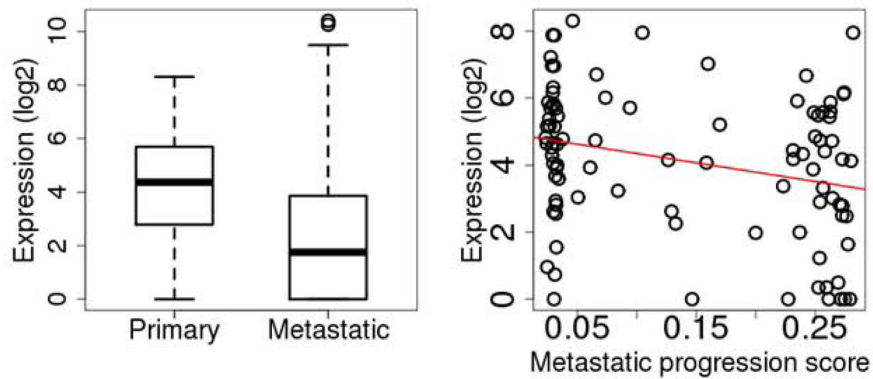 Expression (log2)
10
8
6
4
2
0
Primary
Metastatic
Expression (log2)
8
6
4
2
0
0.05
0.15
0.25
Metastatic progression score